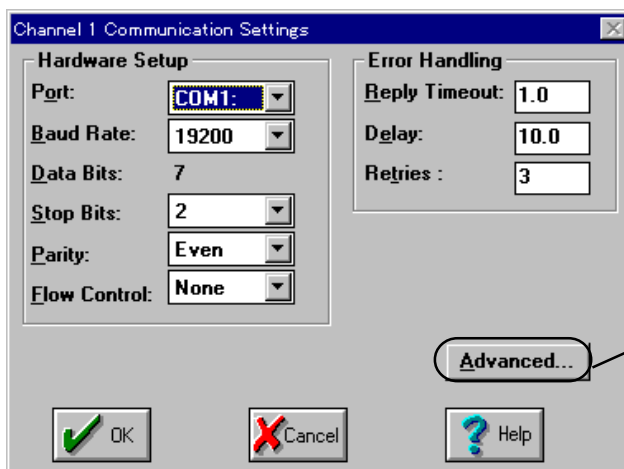 Channel 1 Communication Settings
Hardware Setup
Port: COM1:
Baud Rate: 19200
Data Bits: 7
Stop Bits: 2
Parity: Even
Flow Control: None
Error Handling
Reply Timeout: 1.0
Delay: 10.0
Retries : 3
Advanced...
OK
Cancel
Help